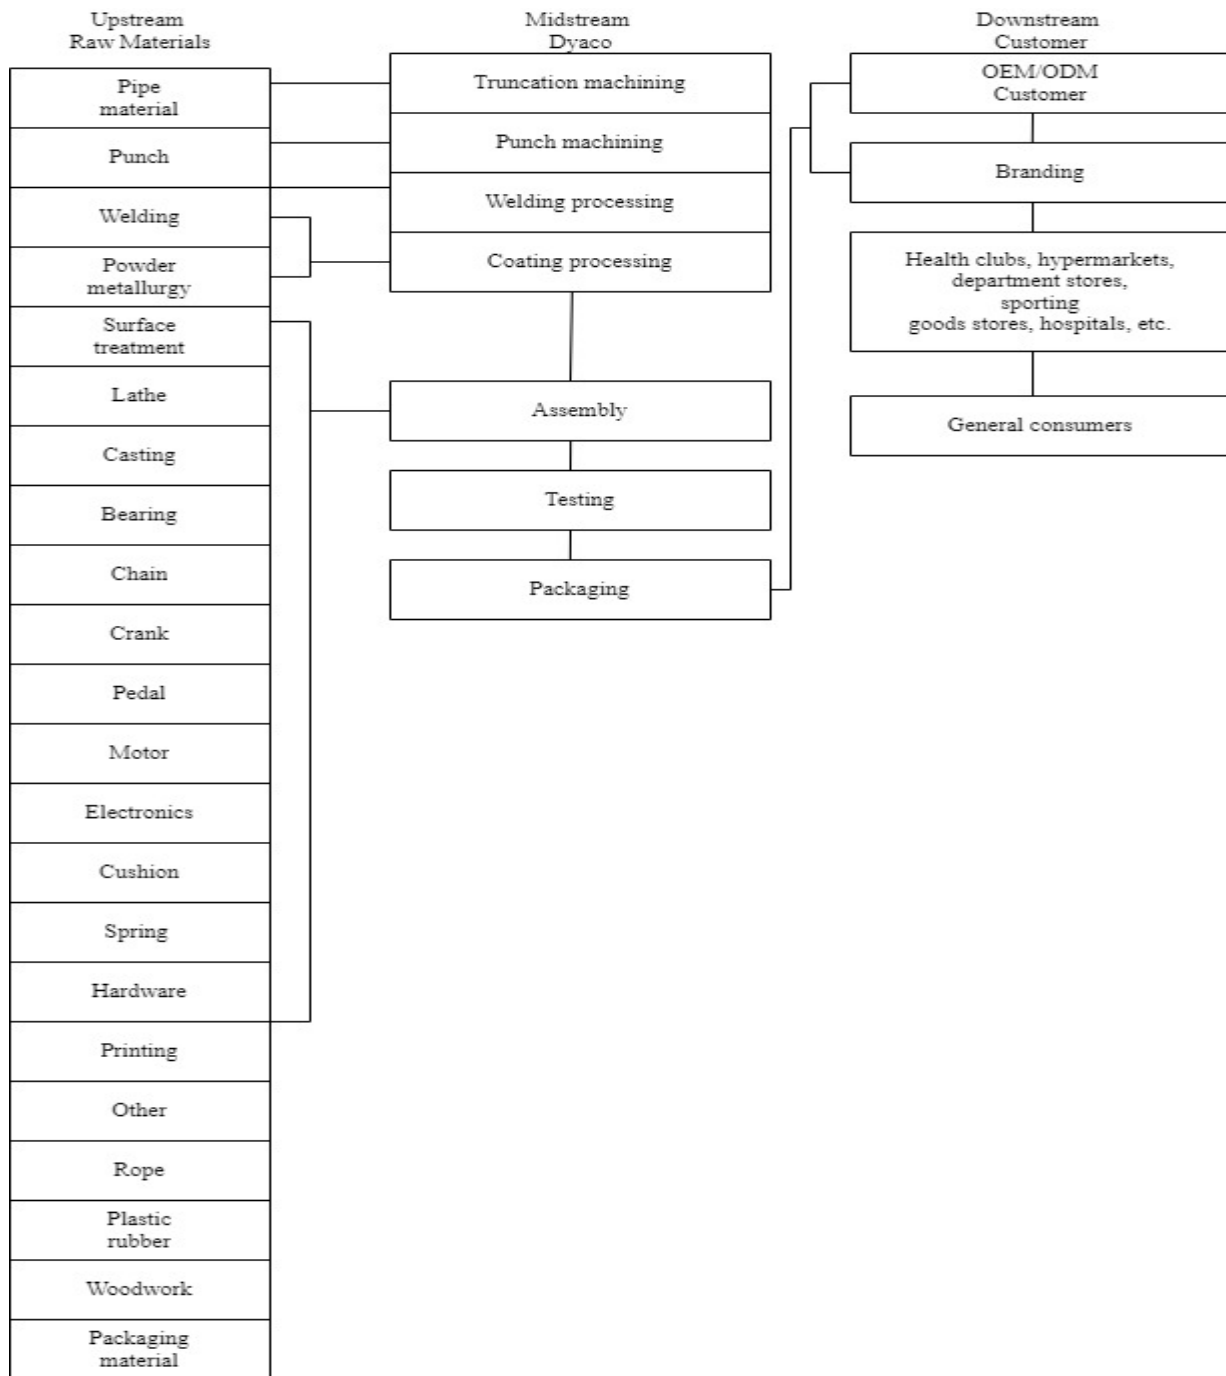 Upstream
Raw Materials
Pipe
material
Punch
Welding
Powder
metallurgy
Surface
treatment
Lathe
Casting
Bearing
Chain
Crank
Pedal
Motor
Electronics
Cushion
Spring
Hardware
Printing
Other
Rope
Plastic
rubber
Woodwork
Packaging
material
Midstream
Dyaco
Truncation machining
Punch machining
Welding processing
Coating processing
Assembly
Testing
Packaging
Downstream
Customer
OEM/ODM
Customer
Branding
Health clubs, hypermarkets,
department stores,
sporting
goods stores, hospitals, etc.
General consumers